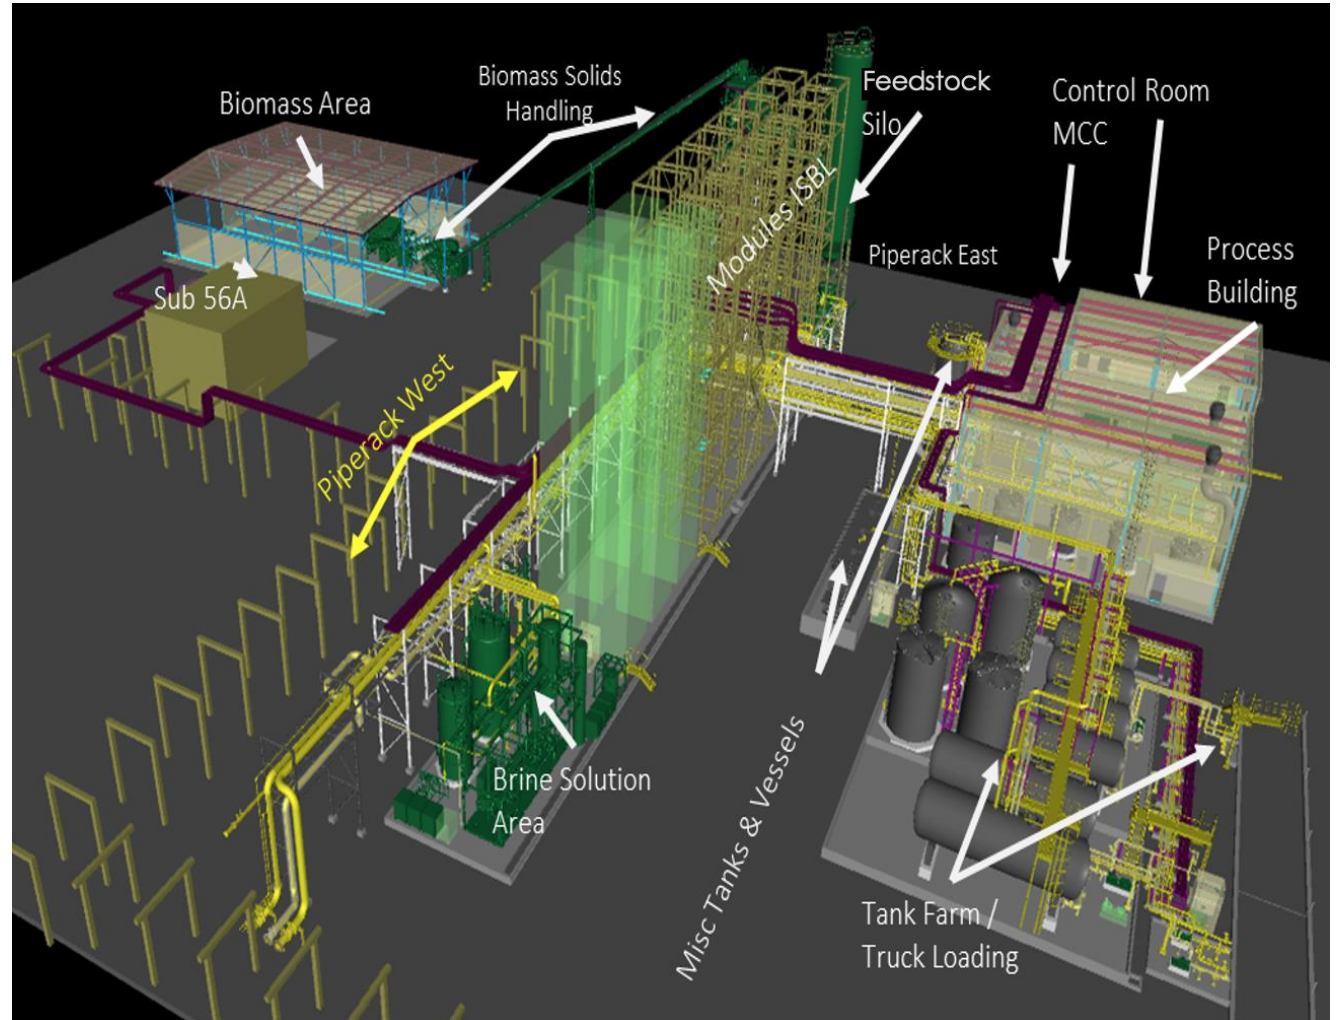 Biomass Area
Biomass Solids
Handling
Feedstock
Silo
Control Room
MCC
Modules ISBL
Piperack East
Process
Building
Sub 56A
Piperack West
Brine Solution
Area
Misc Tanks & Vessels
Tank Farm /
Truck Loading